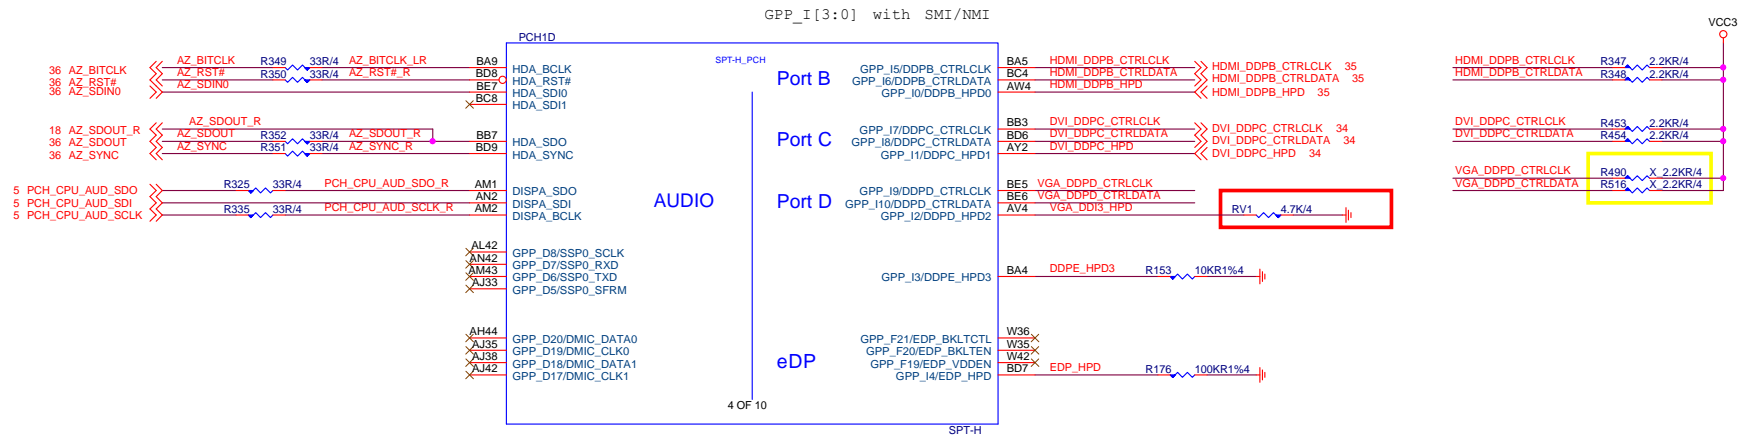 GPP_I[3:0] with SMI/NMI
VCC3
PCH1D
SPT-H_PCH
36 AZ_BITCLK AZ_BITCLK R349 33R/4 AZ_BITCLK_LR BA9 HDA_BCLK
36 AZ_RST# AZ_RST# R350 33R/4 AZ_RST#_R BD8 HDA_RST#
36 AZ_SDIN0 AZ_SDIN0 BE7 HDA_SDI0
BC8 HDA_SDI1
18 AZ_SDOUT_R AZ_SDOUT_R
36 AZ_SDOUT AZ_SDOUT R352 33R/4 AZ_SDOUT_R BB7 HDA_SDO
36 AZ_SYNC AZ_SYNC R351 33R/4 AZ_SYNC_R BD9 HDA_SYNC
5 PCH_CPU_AUD_SDO R325 33R/4 PCH_CPU_AUD_SDO_R AM1 DISPA_SDO
5 PCH_CPU_AUD_SDI AN2 DISPA_SDI
5 PCH_CPU_AUD_SCLK R335 33R/4 PCH_CPU_AUD_SCLK_R AM2 DISPA_BCLK
AL42 GPP_D8/SSP0_SCLK
AN42 GPP_D7/SSP0_RXD
AM43 GPP_D6/SSP0_TXD
AJ33 GPP_D5/SSP0_SFRM
AH44 GPP_D20/DMIC_DATA0
AJ35 GPP_D19/DMIC_CLK0
AJ38 GPP_D18/DMIC_DATA1
AJ42 GPP_D17/DMIC_CLK1
AUDIO
4 OF 10
SPT-H
Port B
GPP_I5/DDPB_CTRLCLK BA5 HDMI_DDPB_CTRLCLK HDMI_DDPB_CTRLCLK 35
GPP_I6/DDPB_CTRLDATA BC4 HDMI_DDPB_CTRLDATA HDMI_DDPB_CTRLDATA 35
GPP_I0/DDPB_HPD0 AW4 HDMI_DDPB_HPD HDMI_DDPB_HPD 35
Port C
GPP_I7/DDPC_CTRLCLK BB3 DVI_DDPC_CTRLCLK DVI_DDPC_CTRLCLK 34
GPP_I8/DDPC_CTRLDATA BD6 DVI_DDPC_CTRLDATA DVI_DDPC_CTRLDATA 34
GPP_I1/DDPC_HPD1 AY2 DVI_DDPC_HPD DVI_DDPC_HPD 34
Port D
GPP_I9/DDPD_CTRLCLK BE5 VGA_DDPD_CTRLCLK
GPP_I10/DDPD_CTRLDATA BE6 VGA_DDPD_CTRLDATA
GPP_I2/DDPD_HPD2 AV4 VGA_DDI3_HPD RV1 4.7K/4
GPP_I3/DDPE_HPD3 BA4 DDPE_HPD3 R153 10KR1%4
eDP
GPP_F21/EDP_BKLTCTL W36
GPP_F20/EDP_BKLTEN W35
GPP_F19/EDP_VDDEN W42
GPP_I4/EDP_HPD BD7 EDP_HPD R176 100KR1%4
HDMI_DDPB_CTRLCLK R347 2.2KR/4
HDMI_DDPB_CTRLDATA R348 2.2KR/4
DVI_DDPC_CTRLCLK R453 2.2KR/4
DVI_DDPC_CTRLDATA R454 2.2KR/4
VGA_DDPD_CTRLCLK R490 X_2.2KR/4
VGA_DDPD_CTRLDATA R516 X_2.2KR/4